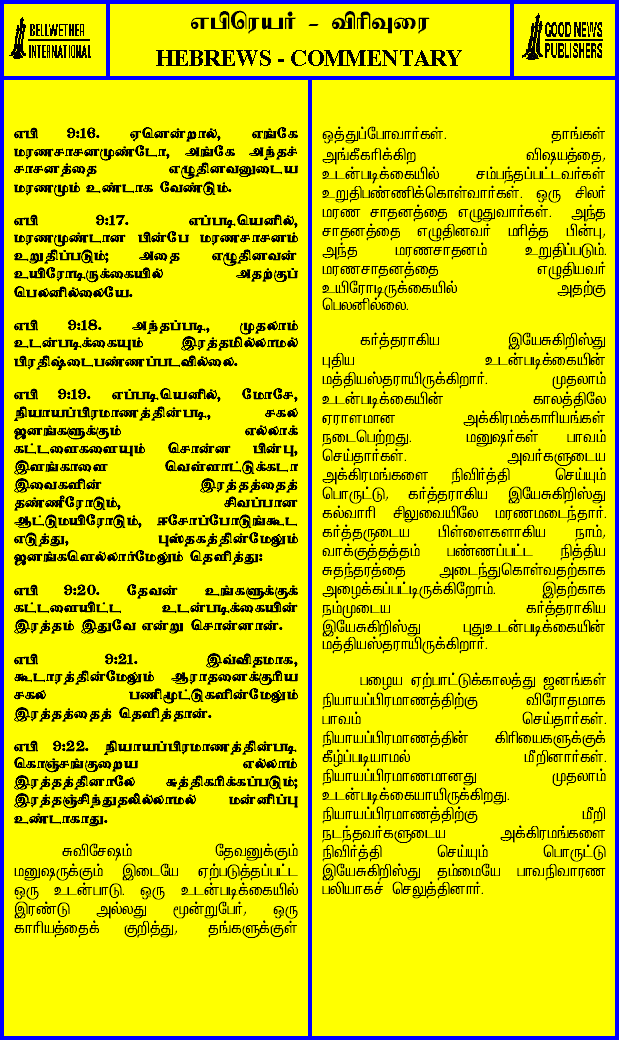 BELLWETHER
INTERNATIONAL
எபிரெயர் - விரிவுரை
HEBREWS - COMMENTARY
GOOD NEWS
PUBLISHERS
எபி 9:16. ஏனென்றால், எங்கே
மரணசாசனமுண்டோ, அங்கே அந்தச்
சாசனத்தை எழுதினவனுடைய
மரணமும் உண்டாக வேண்டும்.
எபி 9:17. எப்படியெனில்,
மரணமுண்டான பின்பே மரணசாசனம்
உறுதிப்படும்; அதை எழுதினவன்
உயிரோடிருக்கையில் அதற்குப்
பெலனில்லையே.
எபி 9:18. அந்தப்படி, முதலாம்
உடன்படிக்கையும் இரத்தமில்லாமல்
பிரதிஷ்டைபண்ணப்படவில்லை.
எபி 9:19. எப்படியெனில், மோசே,
நியாயப்பிரமாணத்தின்படி, சகல
ஜனங்களுக்கும் எல்லாக்
கட்டளைகளையும் சொன்ன பின்பு,
இளங்காளை வெள்ளாட்டுக்கடா
இவைகளின் இரத்தத்தைத்
தண்ணீரோடும், சிவப்பான
ஆட்டுமயிரோடும், ஈசோப்போடுங்கூட
எடுத்து, புஸ்தகத்தின்மேலும்
ஜனங்களெல்லார்மேலும் தெளித்து:
எபி 9:20. தேவன் உங்களுக்குக்
கட்டளையிட்ட உடன்படிக்கையின்
இரத்தம் இதுவே என்று சொன்னான்.
எபி 9:21. இவ்விதமாக,
கூடாரத்தின்மேலும் ஆராதனைக்குரிய
சகல பணிமுட்டுகளின்மேலும்
இரத்தத்தைத் தெளித்தான்.
எபி 9:22. நியாயப்பிரமாணத்தின்படி
கொஞ்சங்குறைய எல்லாம்
இரத்தத்தினாலே சுத்திகரிக்கப்படும்;
இரத்தஞ்சிந்துதலில்லாமல் மன்னிப்பு
உண்டாகாது.
சுவிசேஷம் தேவனுக்கும்
மனுஷருக்கும் இடையே ஏற்படுத்தப்பட்ட
ஒரு உடன்பாடு. ஒரு உடன்படிக்கையில்
இரண்டு அல்லது மூன்றுபேர், ஒரு
காரியத்தைக் குறித்து, தங்களுக்குள்
ஒத்துப்போவார்கள். தாங்கள்
அங்கீகரிக்கிற விஷயத்தை,
உடன்படிக்கையில் சம்பந்தப்பட்டவர்கள்
உறுதிபண்ணிக்கொள்வார்கள். ஒரு சிலர்
மரண சாதனத்தை எழுதுவார்கள். அந்த
சாதனத்தை எழுதினவர் மரித்த பின்பு,
அந்த மரணசாதனம் உறுதிப்படும்.
மரணசாதனத்தை எழுதியவர்
உயிரோடிருக்கையில் அதற்கு
பெலனில்லை.
கர்த்தராகிய இயேசுகிறிஸ்து
புதிய உடன்படிக்கையின்
மத்தியஸ்தராயிருக்கிறார். முதலாம்
உடன்படிக்கையின் காலத்திலே
ஏராளமான அக்கிரமக்காரியங்கள்
நடைபெற்றது. மனுஷர்கள் பாவம்
செய்தார்கள். அவர்களுடைய
அக்கிரமங்களை நிவிர்த்தி செய்யும்
பொருட்டு, கர்த்தராகிய இயேசுகிறிஸ்து
கல்வாரி சிலுவையிலே மரணமடைந்தார்.
கர்த்தருடைய பிள்ளைகளாகிய நாம்,
வாக்குத்தத்தம் பண்ணப்பட்ட நித்திய
சுதந்தரத்தை அடைந்துகொள்வதற்காக
அழைக்கப்பட்டிருக்கிறோம். இதற்காக
நம்முடைய கர்த்தராகிய
இயேசுகிறிஸ்து புதுஉடன்படிக்கையின்
மத்தியஸ்தராயிருக்கிறார்.
பழைய ஏற்பாட்டுக்காலத்து ஜனங்கள்
நியாயப்பிரமாணத்திற்கு விரோதமாக
பாவம் செய்தார்கள்.
நியாயப்பிரமாணத்தின் கிரியைகளுக்குக்
கீழ்ப்படியாமல் மீறினார்கள்.
நியாயப்பிரமாணமானது முதலாம்
உடன்படிக்கையாயிருக்கிறது.
நியாயப்பிரமாணத்திற்கு மீறி
நடந்தவர்களுடைய அக்கிரமங்களை
நிவிர்த்தி செய்யும் பொருட்டு
இயேசுகிறிஸ்து தம்மையே பாவநிவாரண
பலியாகச் செலுத்தினார்.